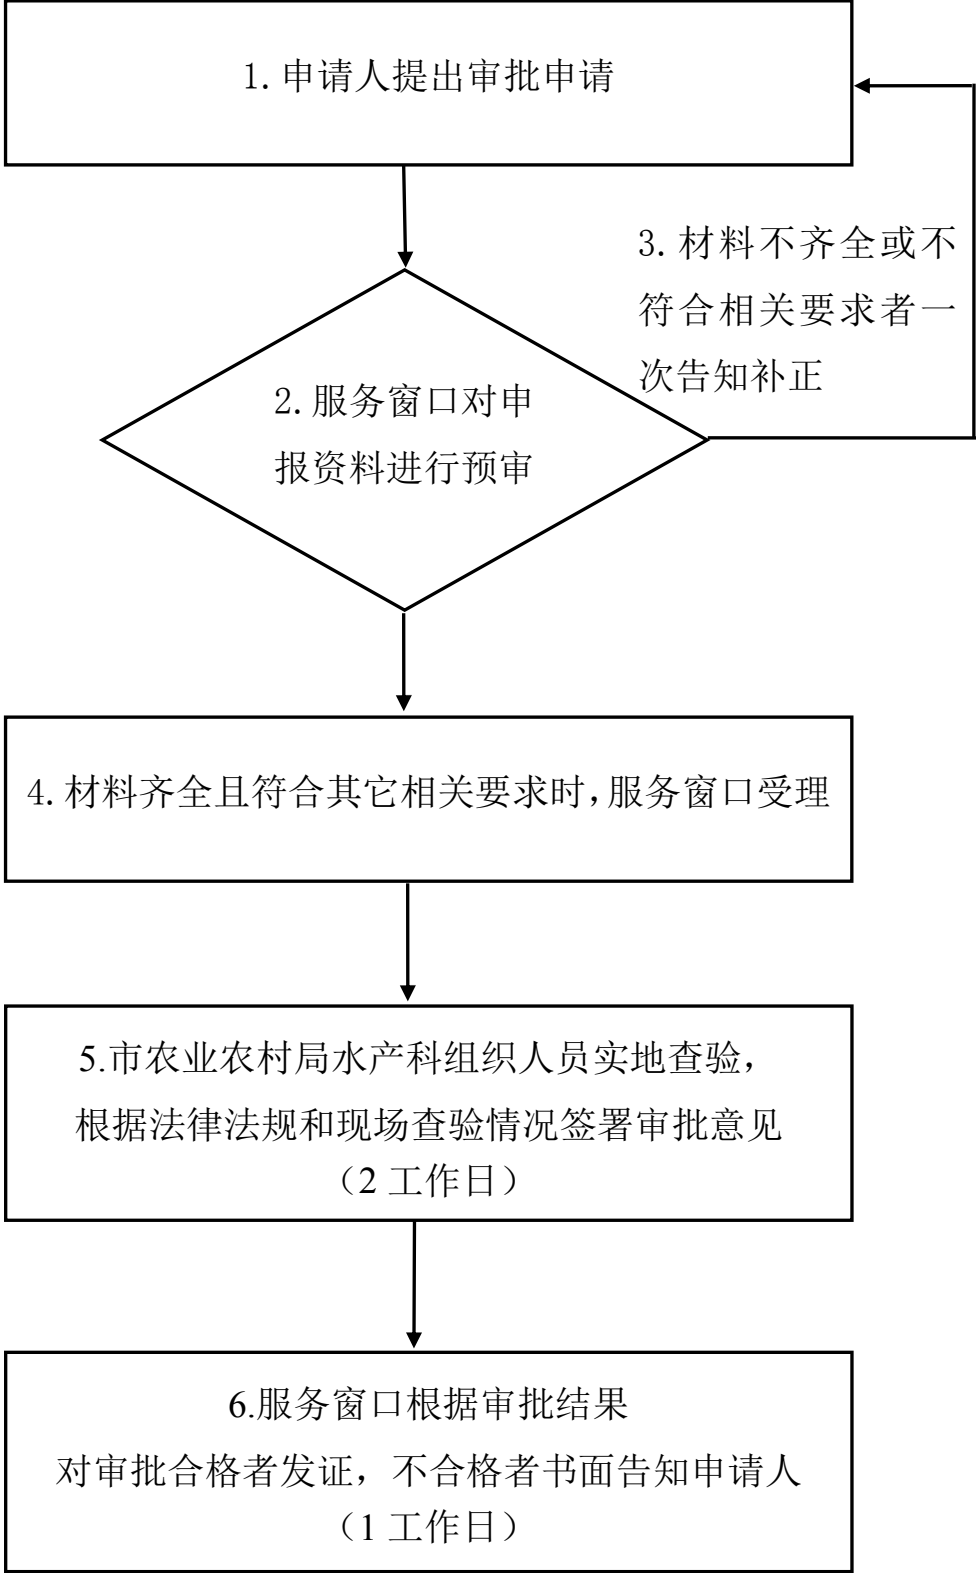 1.申请人提出审批申请
2.服务窗口对申
报资料进行预审
3.材料不齐全或不
符合相关要求者一
次告知补正
4.材料齐全且符合其它相关要求时,服务窗口受理
5.市农业农村局水产科组织人员实地查验，
根据法律法规和现场查验情况签署审批意见
（2 工作日）
6.服务窗口根据审批结果
对审批合格者发证，不合格者书面告知申请人
（1 工作日）